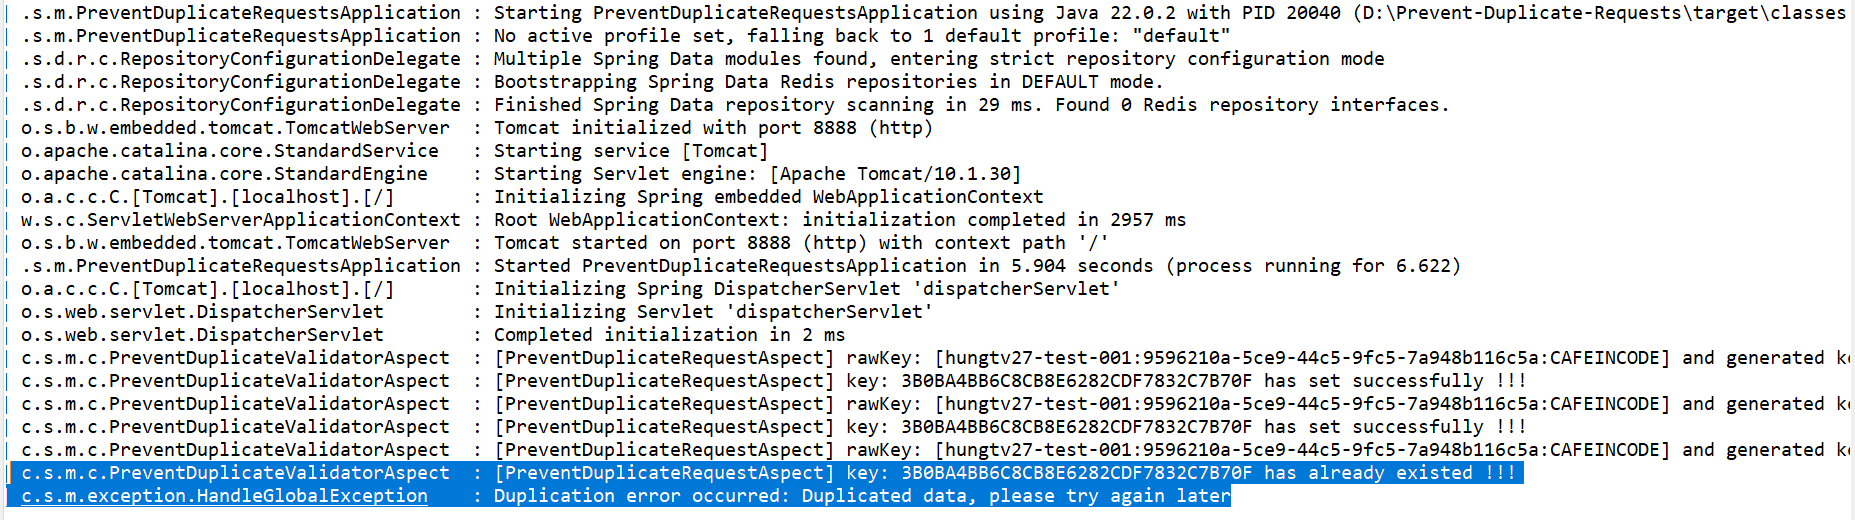 .s.m.PreventDuplicateRequestsApplication : Starting PreventDuplicateRequestsApplication using Java 22.0.2 with PID 20040 (D:\Prevent-Duplicate-Requests\target\classes
.s.m.PreventDuplicateRequestsApplication : No active profile set, falling back to 1 default profile: "default"
.s.d.r.c.RepositoryConfigurationDelegate : Multiple Spring Data modules found, entering strict repository configuration mode
.s.d.r.c.RepositoryConfigurationDelegate : Bootstrapping Spring Data Redis repositories in DEFAULT mode.
.s.d.r.c.RepositoryConfigurationDelegate : Finished Spring Data repository scanning in 29 ms. Found 0 Redis repository interfaces.
o.s.b.w.embedded.tomcat.TomcatWebServer : Tomcat initialized with port 8888 (http)
o.apache.catalina.core.StandardService : Starting service [Tomcat]
o.apache.catalina.core.StandardEngine : Starting Servlet engine: [Apache Tomcat/10.1.30]
o.a.c.c.C.[Tomcat].[localhost].[/] : Initializing Spring embedded WebApplicationContext
w.s.c.ServletWebServerApplicationContext : Root WebApplicationContext: initialization completed in 2957 ms
o.s.b.w.embedded.tomcat.TomcatWebServer : Tomcat started on port 8888 (http) with context path '/'
.s.m.PreventDuplicateRequestsApplication : Started PreventDuplicateRequestsApplication in 5.904 seconds (process running for 6.622)
o.a.c.c.C.[Tomcat].[localhost].[/] : Initializing Spring DispatcherServlet 'dispatcherServlet'
o.s.web.servlet.DispatcherServlet : Initializing Servlet 'dispatcherServlet'
o.s.web.servlet.DispatcherServlet : Completed initialization in 2 ms
c.s.m.c.PreventDuplicateValidatorAspect : [PreventDuplicateRequestAspect] rawKey: [hungtv27-test-001:9596210a-5ce9-44c5-9fc5-7a948b116c5a:CAFEINCODE] and generated
c.s.m.c.PreventDuplicateValidatorAspect : [PreventDuplicateRequestAspect] key: 3B0BA4BB6C8CB8E6282CDF7832C7B70F has set successfully !!!
c.s.m.c.PreventDuplicateValidatorAspect : [PreventDuplicateRequestAspect] rawKey: [hungtv27-test-001:9596210a-5ce9-44c5-9fc5-7a948b116c5a:CAFEINCODE] and generated
c.s.m.c.PreventDuplicateValidatorAspect : [PreventDuplicateRequestAspect] key: 3B0BA4BB6C8CB8E6282CDF7832C7B70F has set successfully !!!
c.s.m.c.PreventDuplicateValidatorAspect : [PreventDuplicateRequestAspect] rawKey: [hungtv27-test-001:9596210a-5ce9-44c5-9fc5-7a948b116c5a:CAFEINCODE] and generated
c.s.m.c.PreventDuplicateValidatorAspect : [PreventDuplicateRequestAspect] key: 3B0BA4BB6C8CB8E6282CDF7832C7B70F has already existed !!!
c.s.m.exception.HandleGlobalException : Duplication error occurred: Duplicated data, please try again later